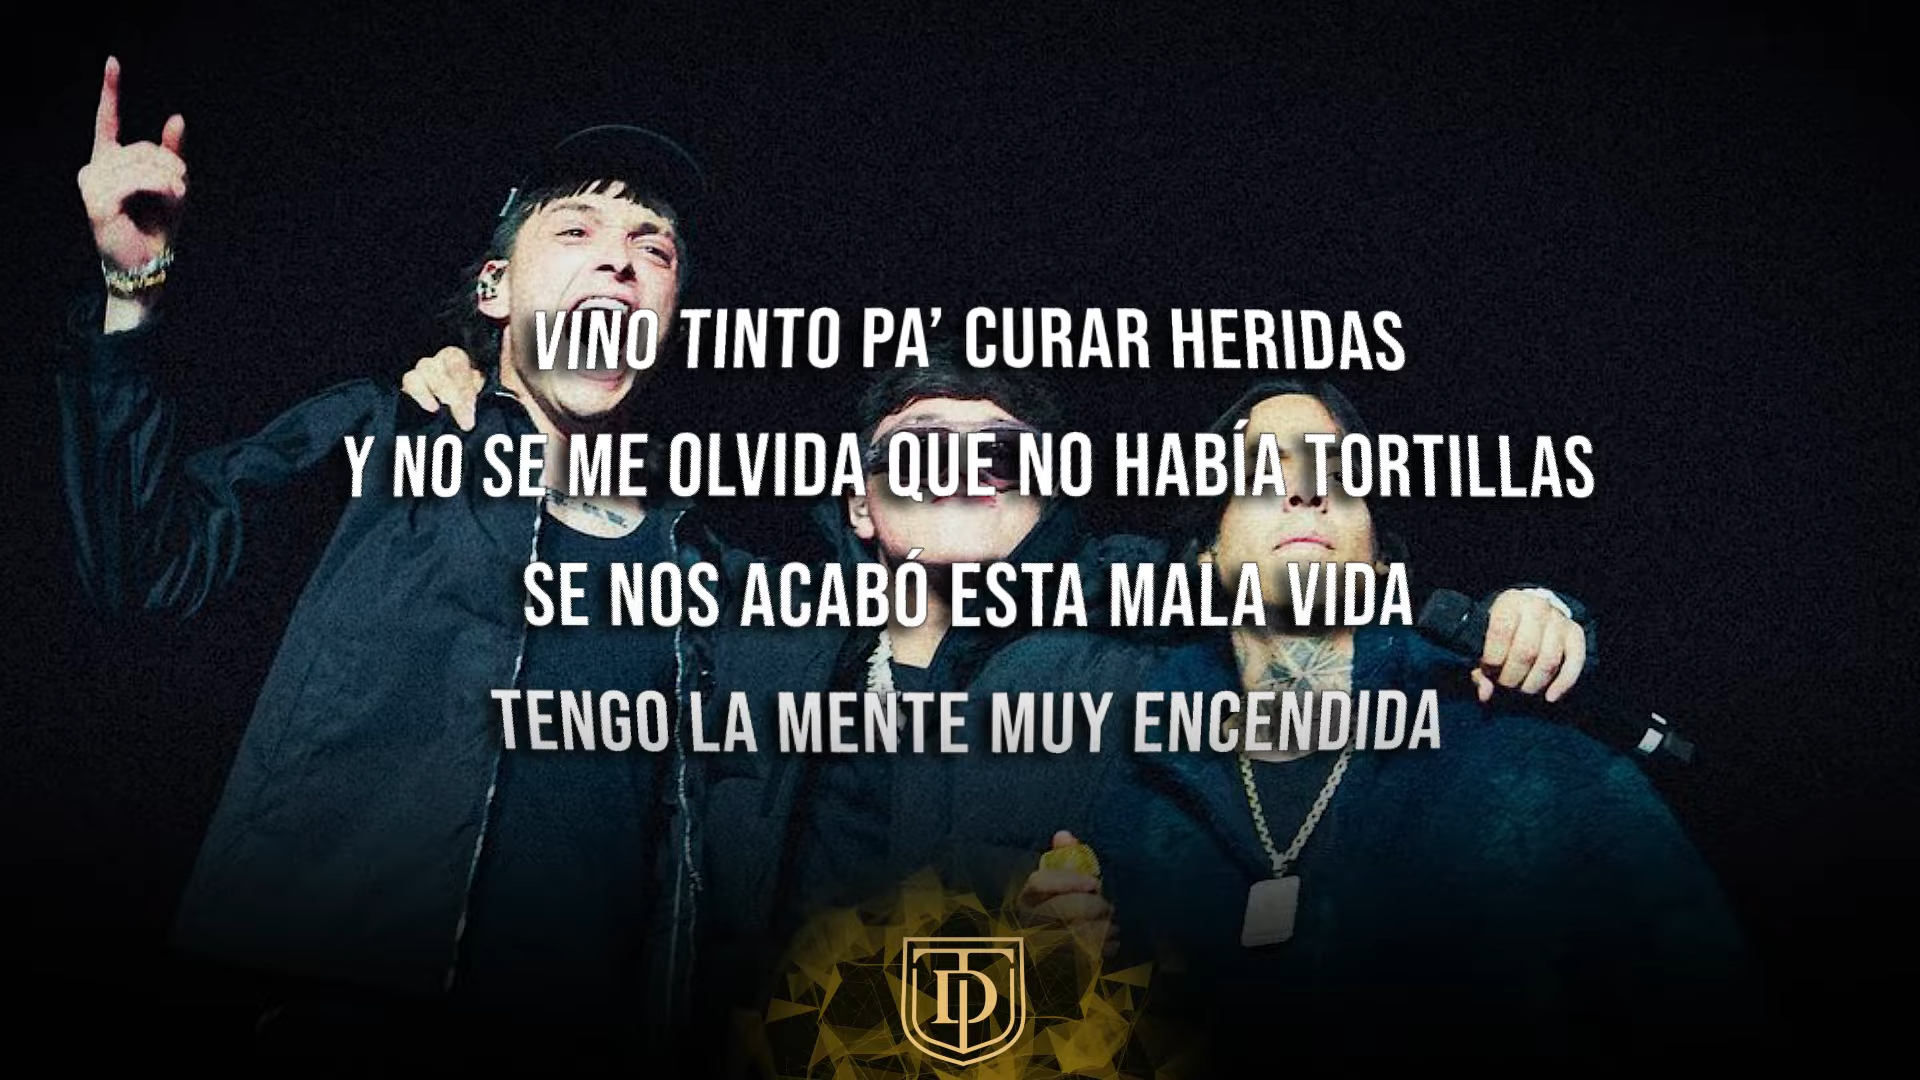 VINO TINTO PA’ CURAR HERIDAS
Y NO SE ME OLVIDA QUE NO HABÍA TORTILLAS
SE NOS ACABÓ ESTA MALA VIDA
TENGO LA MENTE MUY ENCENDIDA
TD